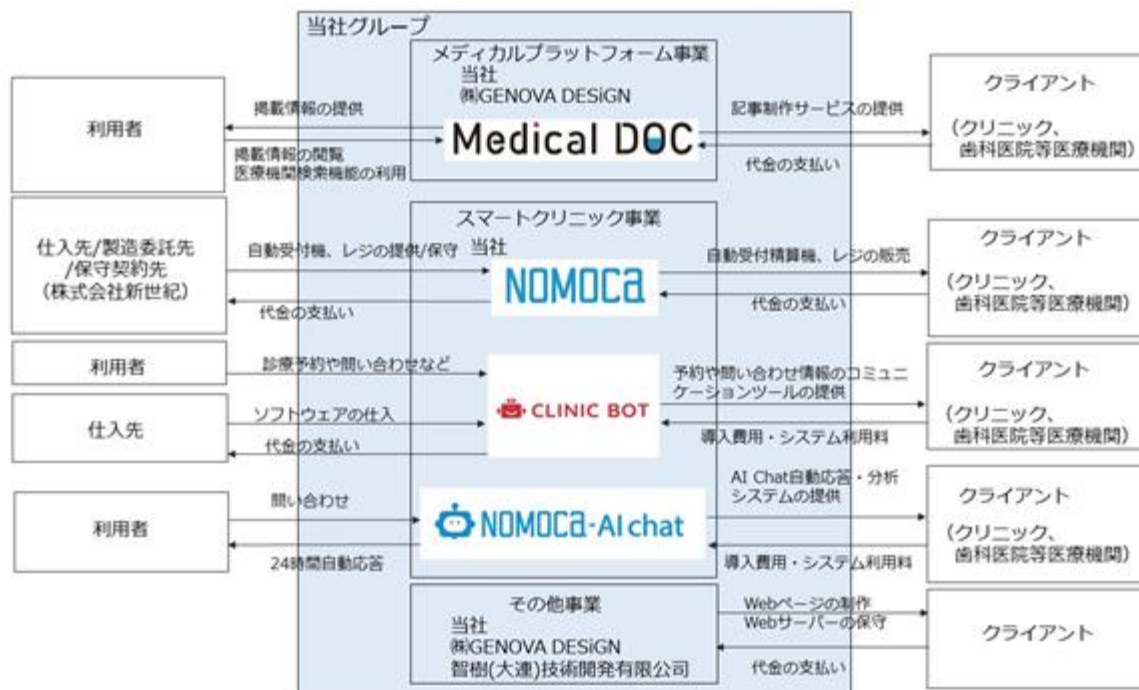 当社グループ
メディカルプラットフォーム事業
当社
㈱GENOVA DESiGN
Medical DOC
利用者
掲載情報の提供
掲載情報の閲覧
医療機関検索機能の利用
記事制作サービスの提供
代金の支払い
クライアント
(クリニック、
歯科医院等医療機関)
スマートクリニック事業
当社
NOMOCa
仕入先/製造委託先
/保守契約先
(株式会社新世紀)
自動受付機、レジの提供/保守
代金の支払い
自動受付精算機、レジの販売
代金の支払い
クライアント
(クリニック、
歯科医院等医療機関)
利用者
診療予約や問い合わせなど
仕入先
ソフトウェアの仕入
代金の支払い
CLINIC BOT
予約や問い合わせ情報のコミュニ
ケーションツールの提供
導入費用・システム利用料
クライアント
(クリニック、
歯科医院等医療機関)
利用者
問い合わせ
24時間自動応答
NOMOCa-AI chat
AI Chat自動応答・分析
システムの提供
導入費用・システム利用料
クライアント
(クリニック、
歯科医院等医療機関)
その他事業
当社
㈱GENOVA DESiGN
智樹(大連)技術開発有限公司
Webページの制作
Webサーバーの保守
代金の支払い
クライアント